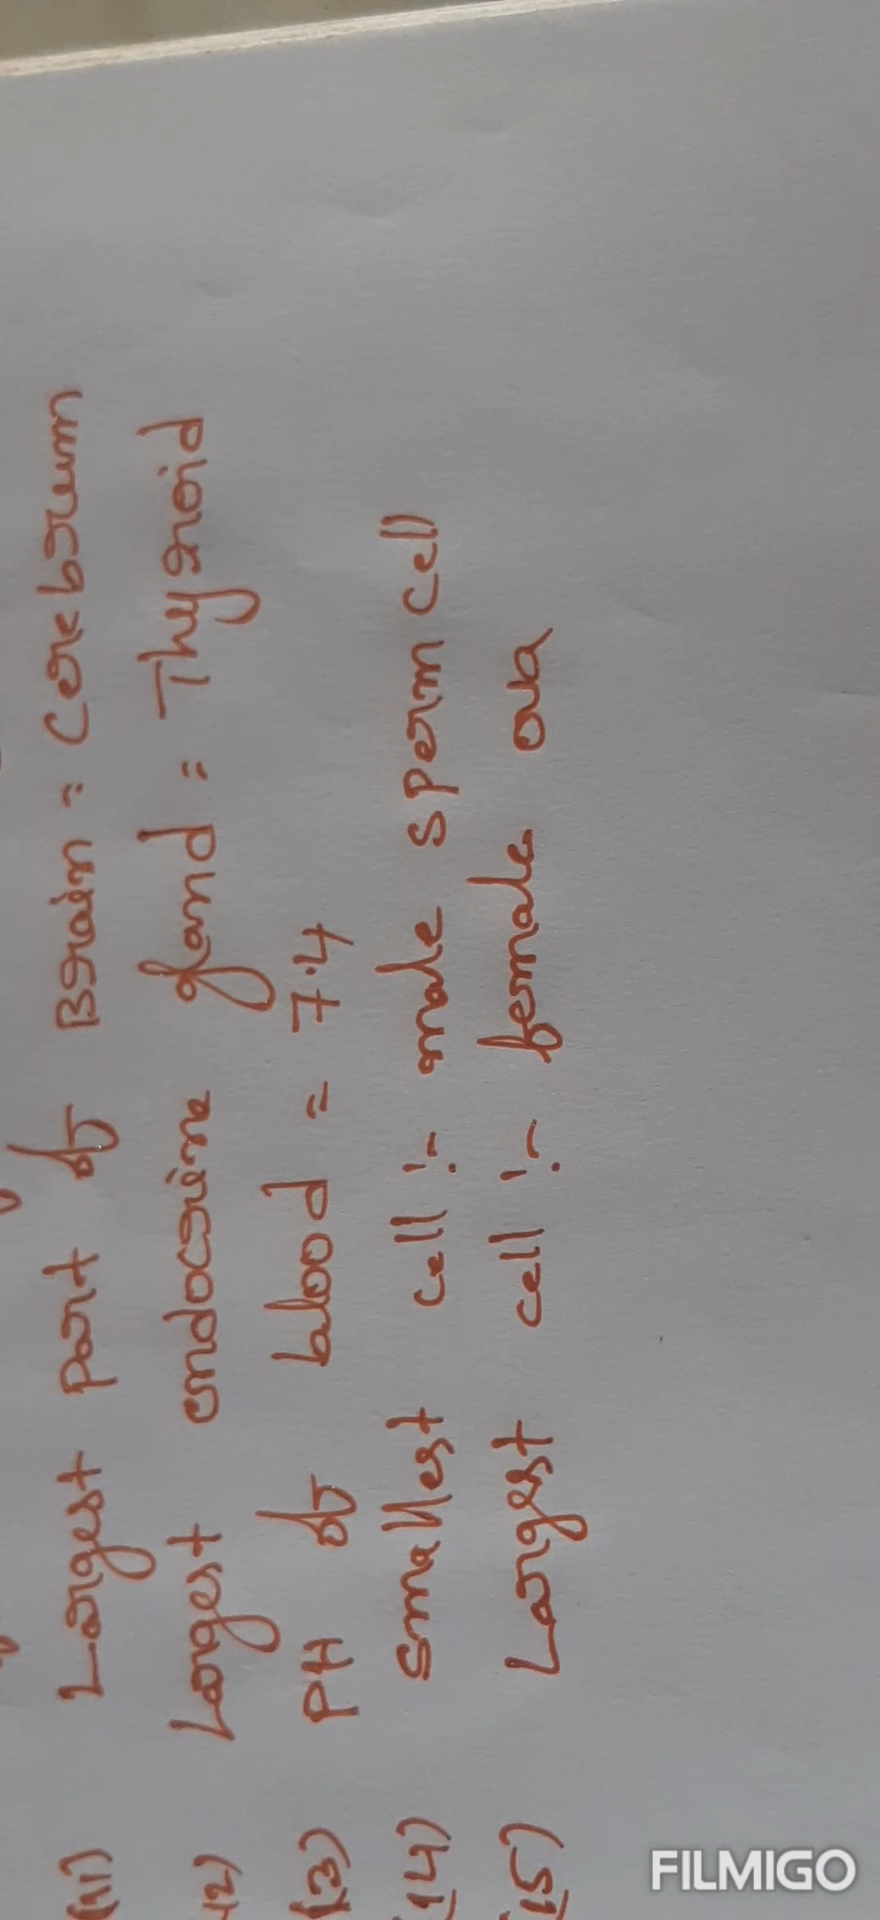 (11) Largest part of Brain = Cerebrum
12) Largest endocrine gland = Thyroid
(13) PH of blood = 7.4
(14) Smallest cell :- male sperm cell
(15) Largest cell :- female ova
FILMIGO